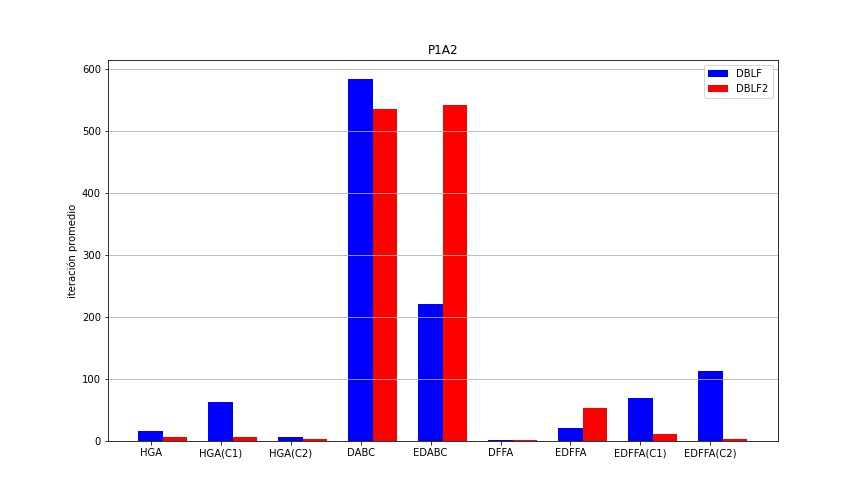 P1A2
DBLF
DBLF2
iteración promedio
600
500
400
300
200
100
0
HGA HGA(C1) HGA(C2) DABC EDABC DFFA EDFFA EDFFA(C1) EDFFA(C2)